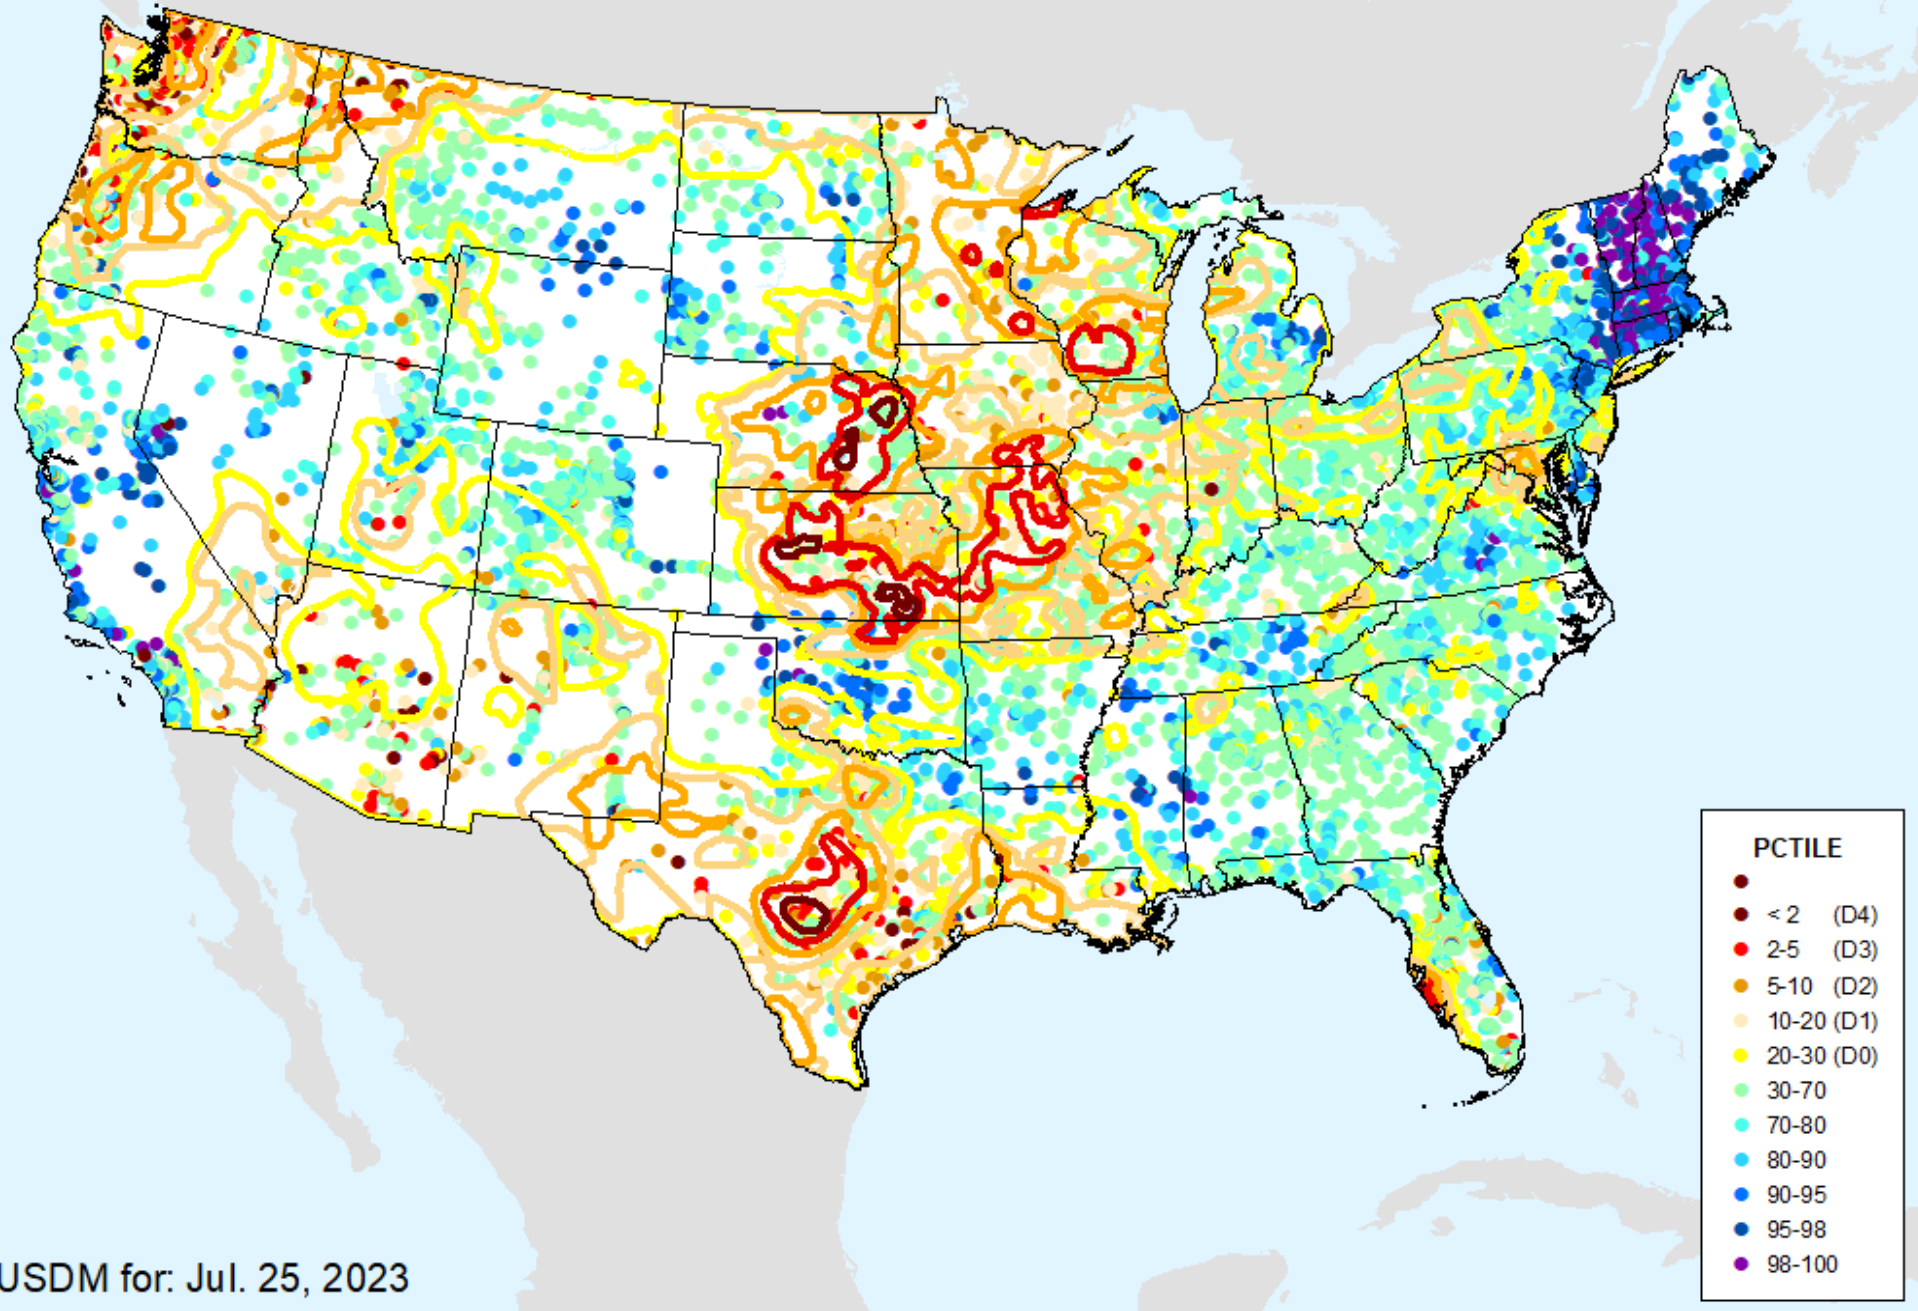 PCTILE
< 2 (D4)
2-5 (D3)
5-10 (D2)
10-20 (D1)
20-30 (D0)
30-70
70-80
80-90
90-95
95-98
98-100
USDM for: Jul. 25, 2023